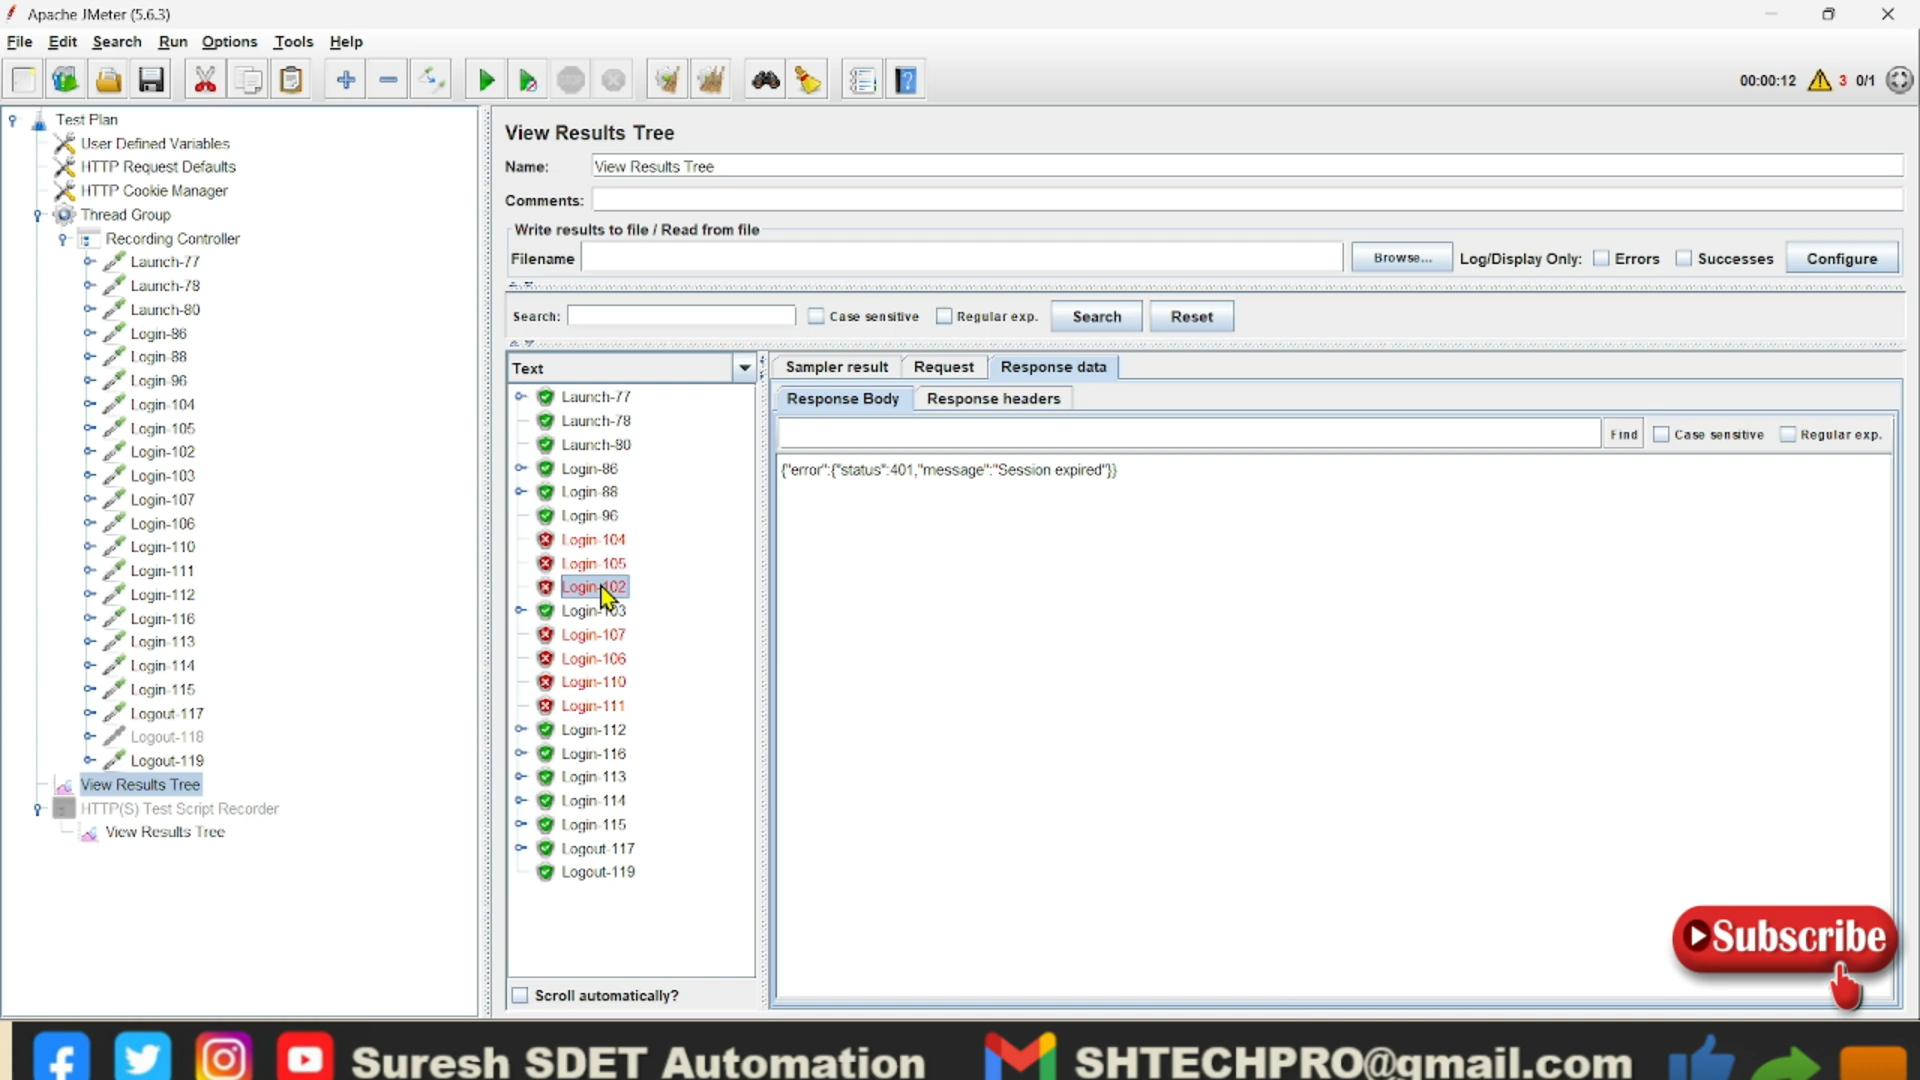 Apache JMeter (5.6.3)
File Edit Search Run Options Tools Help
00:00:12 3 0/1
Test Plan
User Defined Variables
HTTP Request Defaults
HTTP Cookie Manager
Thread Group
Recording Controller
Launch-77
Launch-78
Launch-80
Login-86
Login-88
Login-96
Login-104
Login-105
Login-102
Login-103
Login-107
Login-106
Login-110
Login-111
Login-112
Login-116
Login-113
Login-114
Login-115
Logout-117
Logout-118
Logout-119
View Results Tree
HTTP(S) Test Script Recorder
View Results Tree
View Results Tree
Name: View Results Tree
Comments:
Write results to file / Read from file
Filename Browse... Log/Display Only: Errors Successes Configure
Search: Case sensitive Regular exp. Search Reset
Text
Launch-77
Launch-78
Launch-80
Login-86
Login-88
Login-96
Login-104
Login-105
Login-102
Login-103
Login-107
Login-106
Login-110
Login-111
Login-112
Login-116
Login-113
Login-114
Login-115
Logout-117
Logout-119
Scroll automatically?
Sampler result Request Response data
Response Body Response headers
Find Case sensitive Regular exp.
{"error":{"status":401,"message":"Session expired"}}
Subscribe
Suresh SDET Automation SHTECHPRO@gmail.com